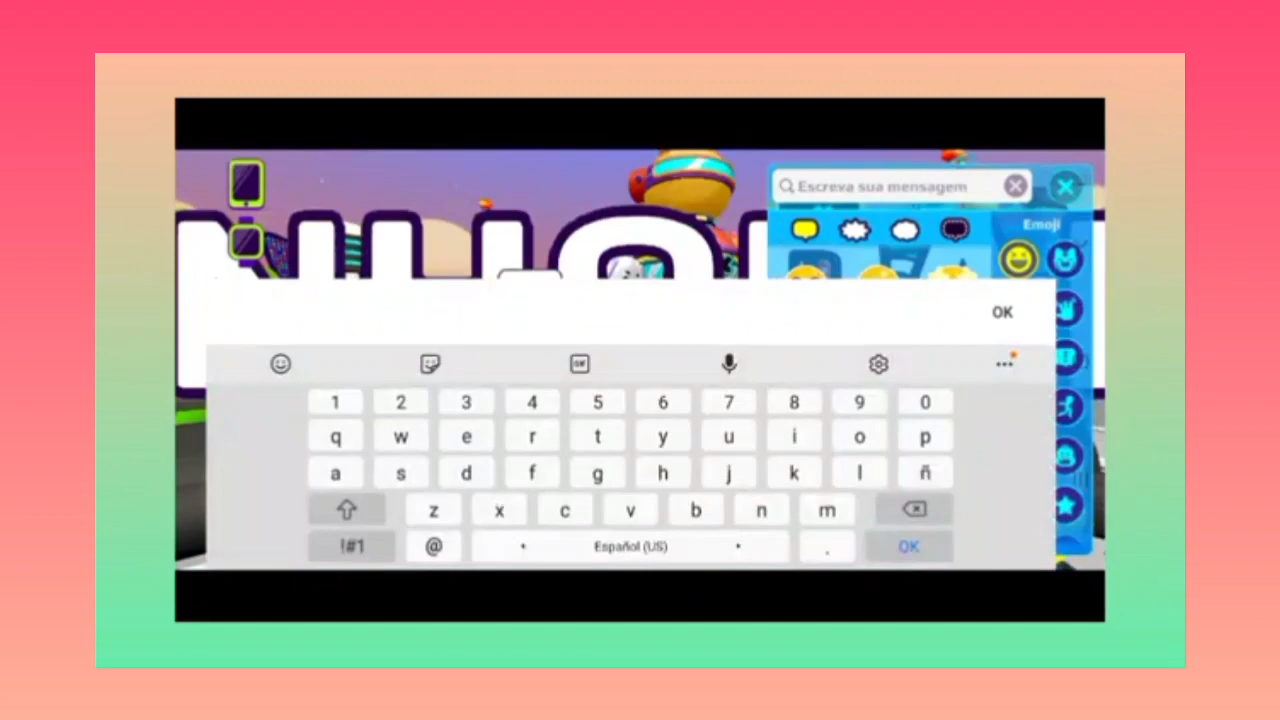 Escreva sua mensagem
Emoji
OK
GIF
1 2 3 4 5 6 7 8 9 0
q w e r t y u i o p
a s d f g h j k l ñ
z x c v b n m
!#1 @ Español (US) . OK